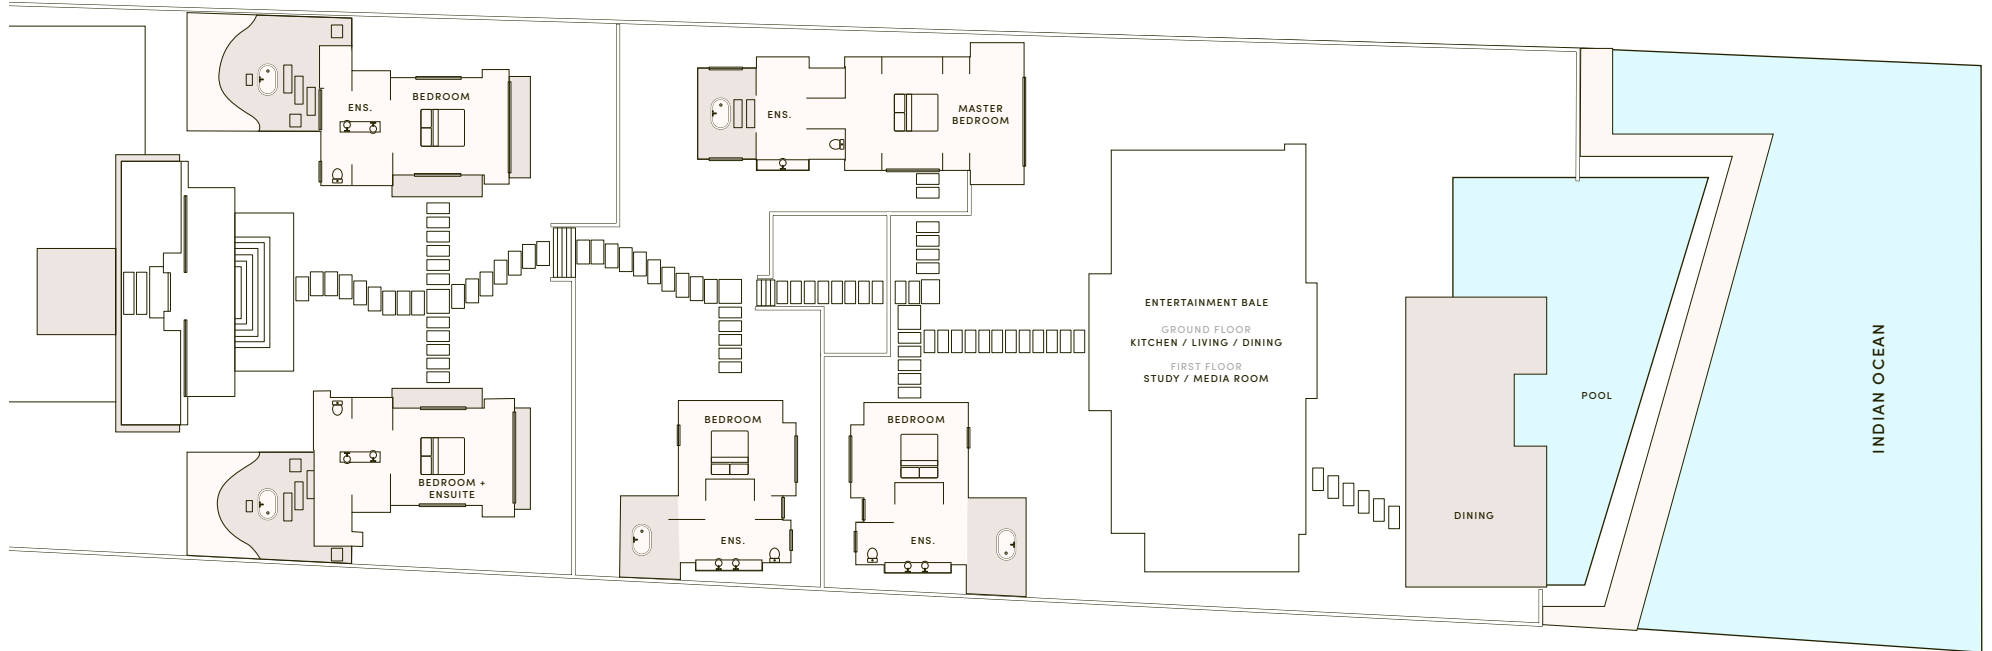 ENS.
BEDROOM
ENS.
MASTER
BEDROOM
ENTERTAINMENT BALE
GROUND FLOOR
KITCHEN / LIVING / DINING
FIRST FLOOR
STUDY / MEDIA ROOM
POOL
INDIAN OCEAN
BEDROOM
BEDROOM
BEDROOM +
ENSUITE
DINING
ENS.
ENS.